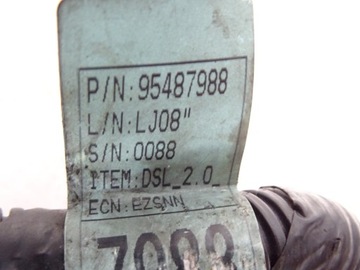 P/N:95487988
L/N:LJ08"
S/N:0088
ITEM:DSL_2.0_
ECN:EZSNN